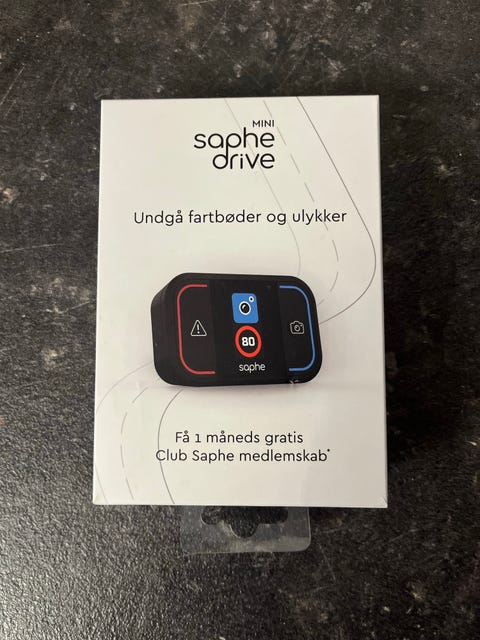 MINI
saphe
drive
Undgå fartbøder og ulykker
80
saphe
Få 1 måneds gratis
Club Saphe medlemskab*